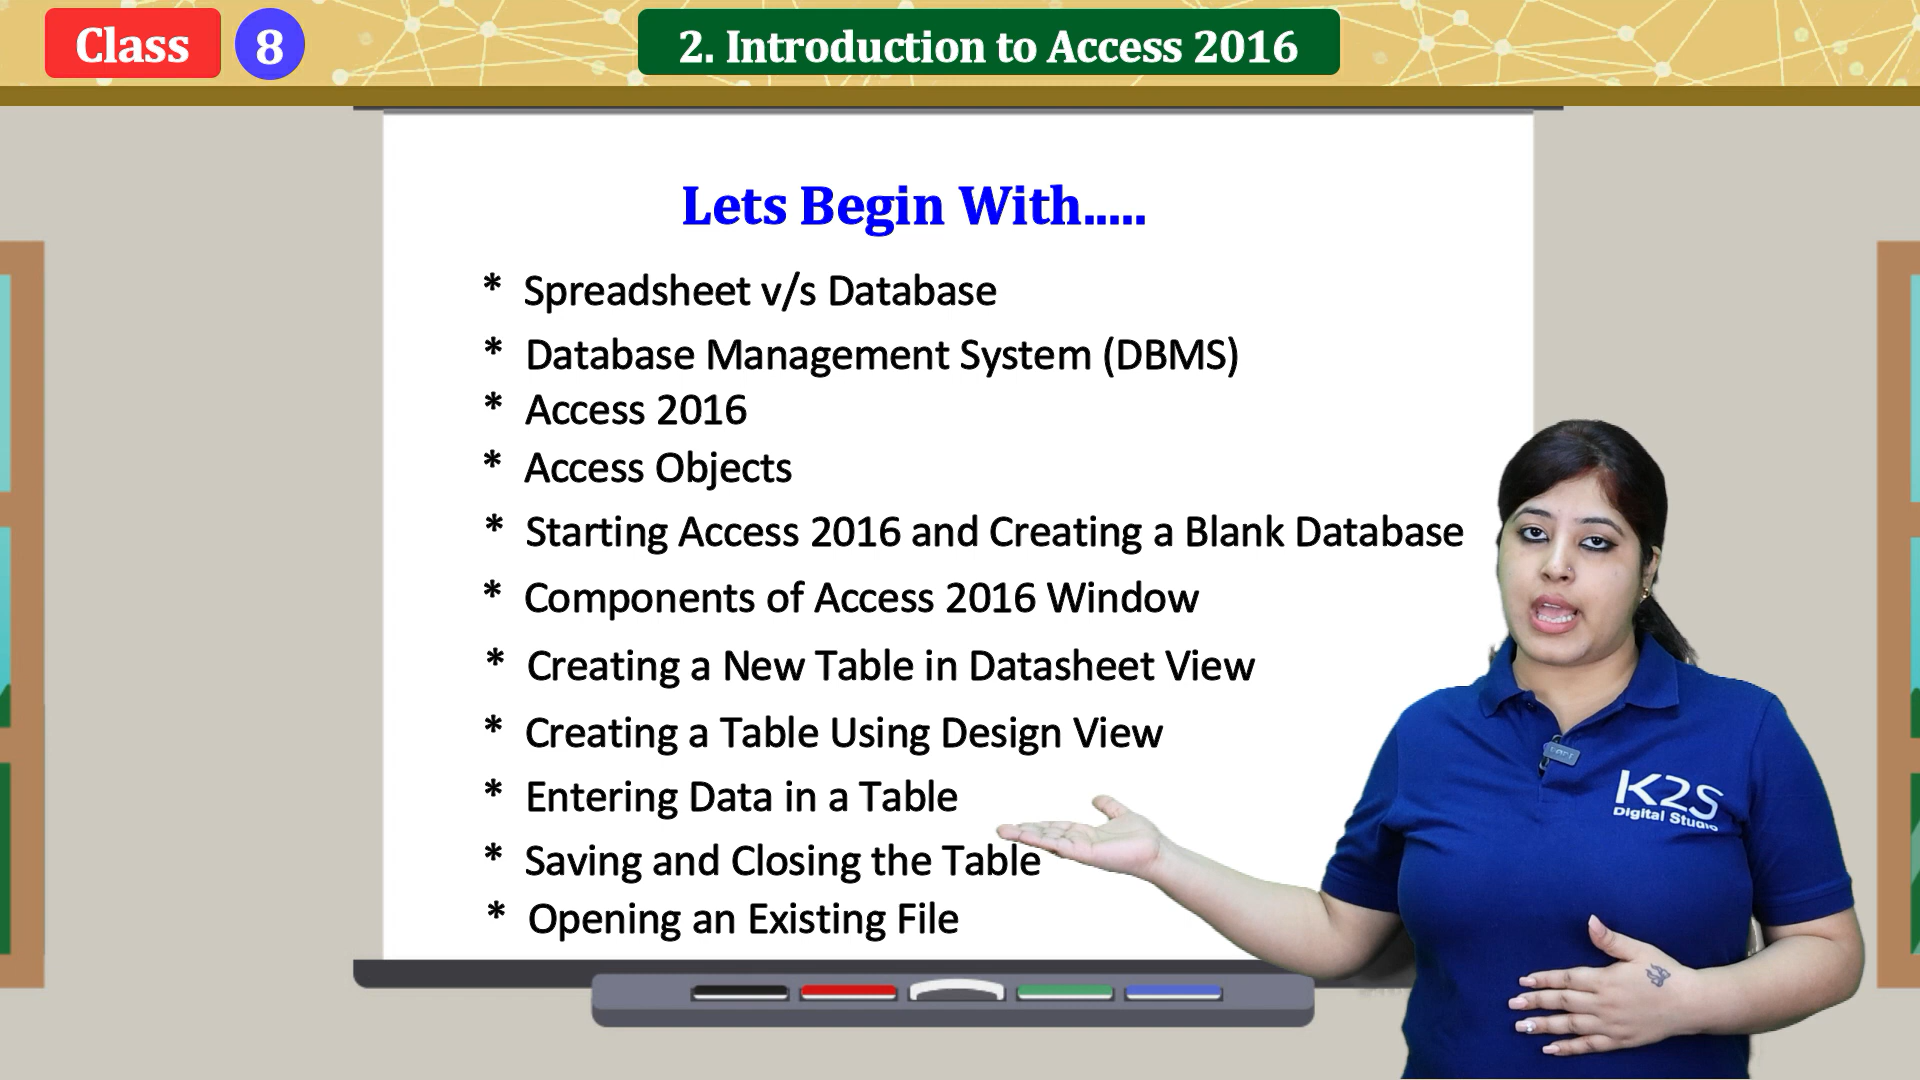 Class 8
2. Introduction to Access 2016
Lets Begin With.....
* Spreadsheet v/s Database
* Database Management System (DBMS)
* Access 2016
* Access Objects
* Starting Access 2016 and Creating a Blank Database
* Components of Access 2016 Window
* Creating a New Table in Datasheet View
* Creating a Table Using Design View
* Entering Data in a Table
* Saving and Closing the Table
* Opening an Existing File
K2S
Digital Studio